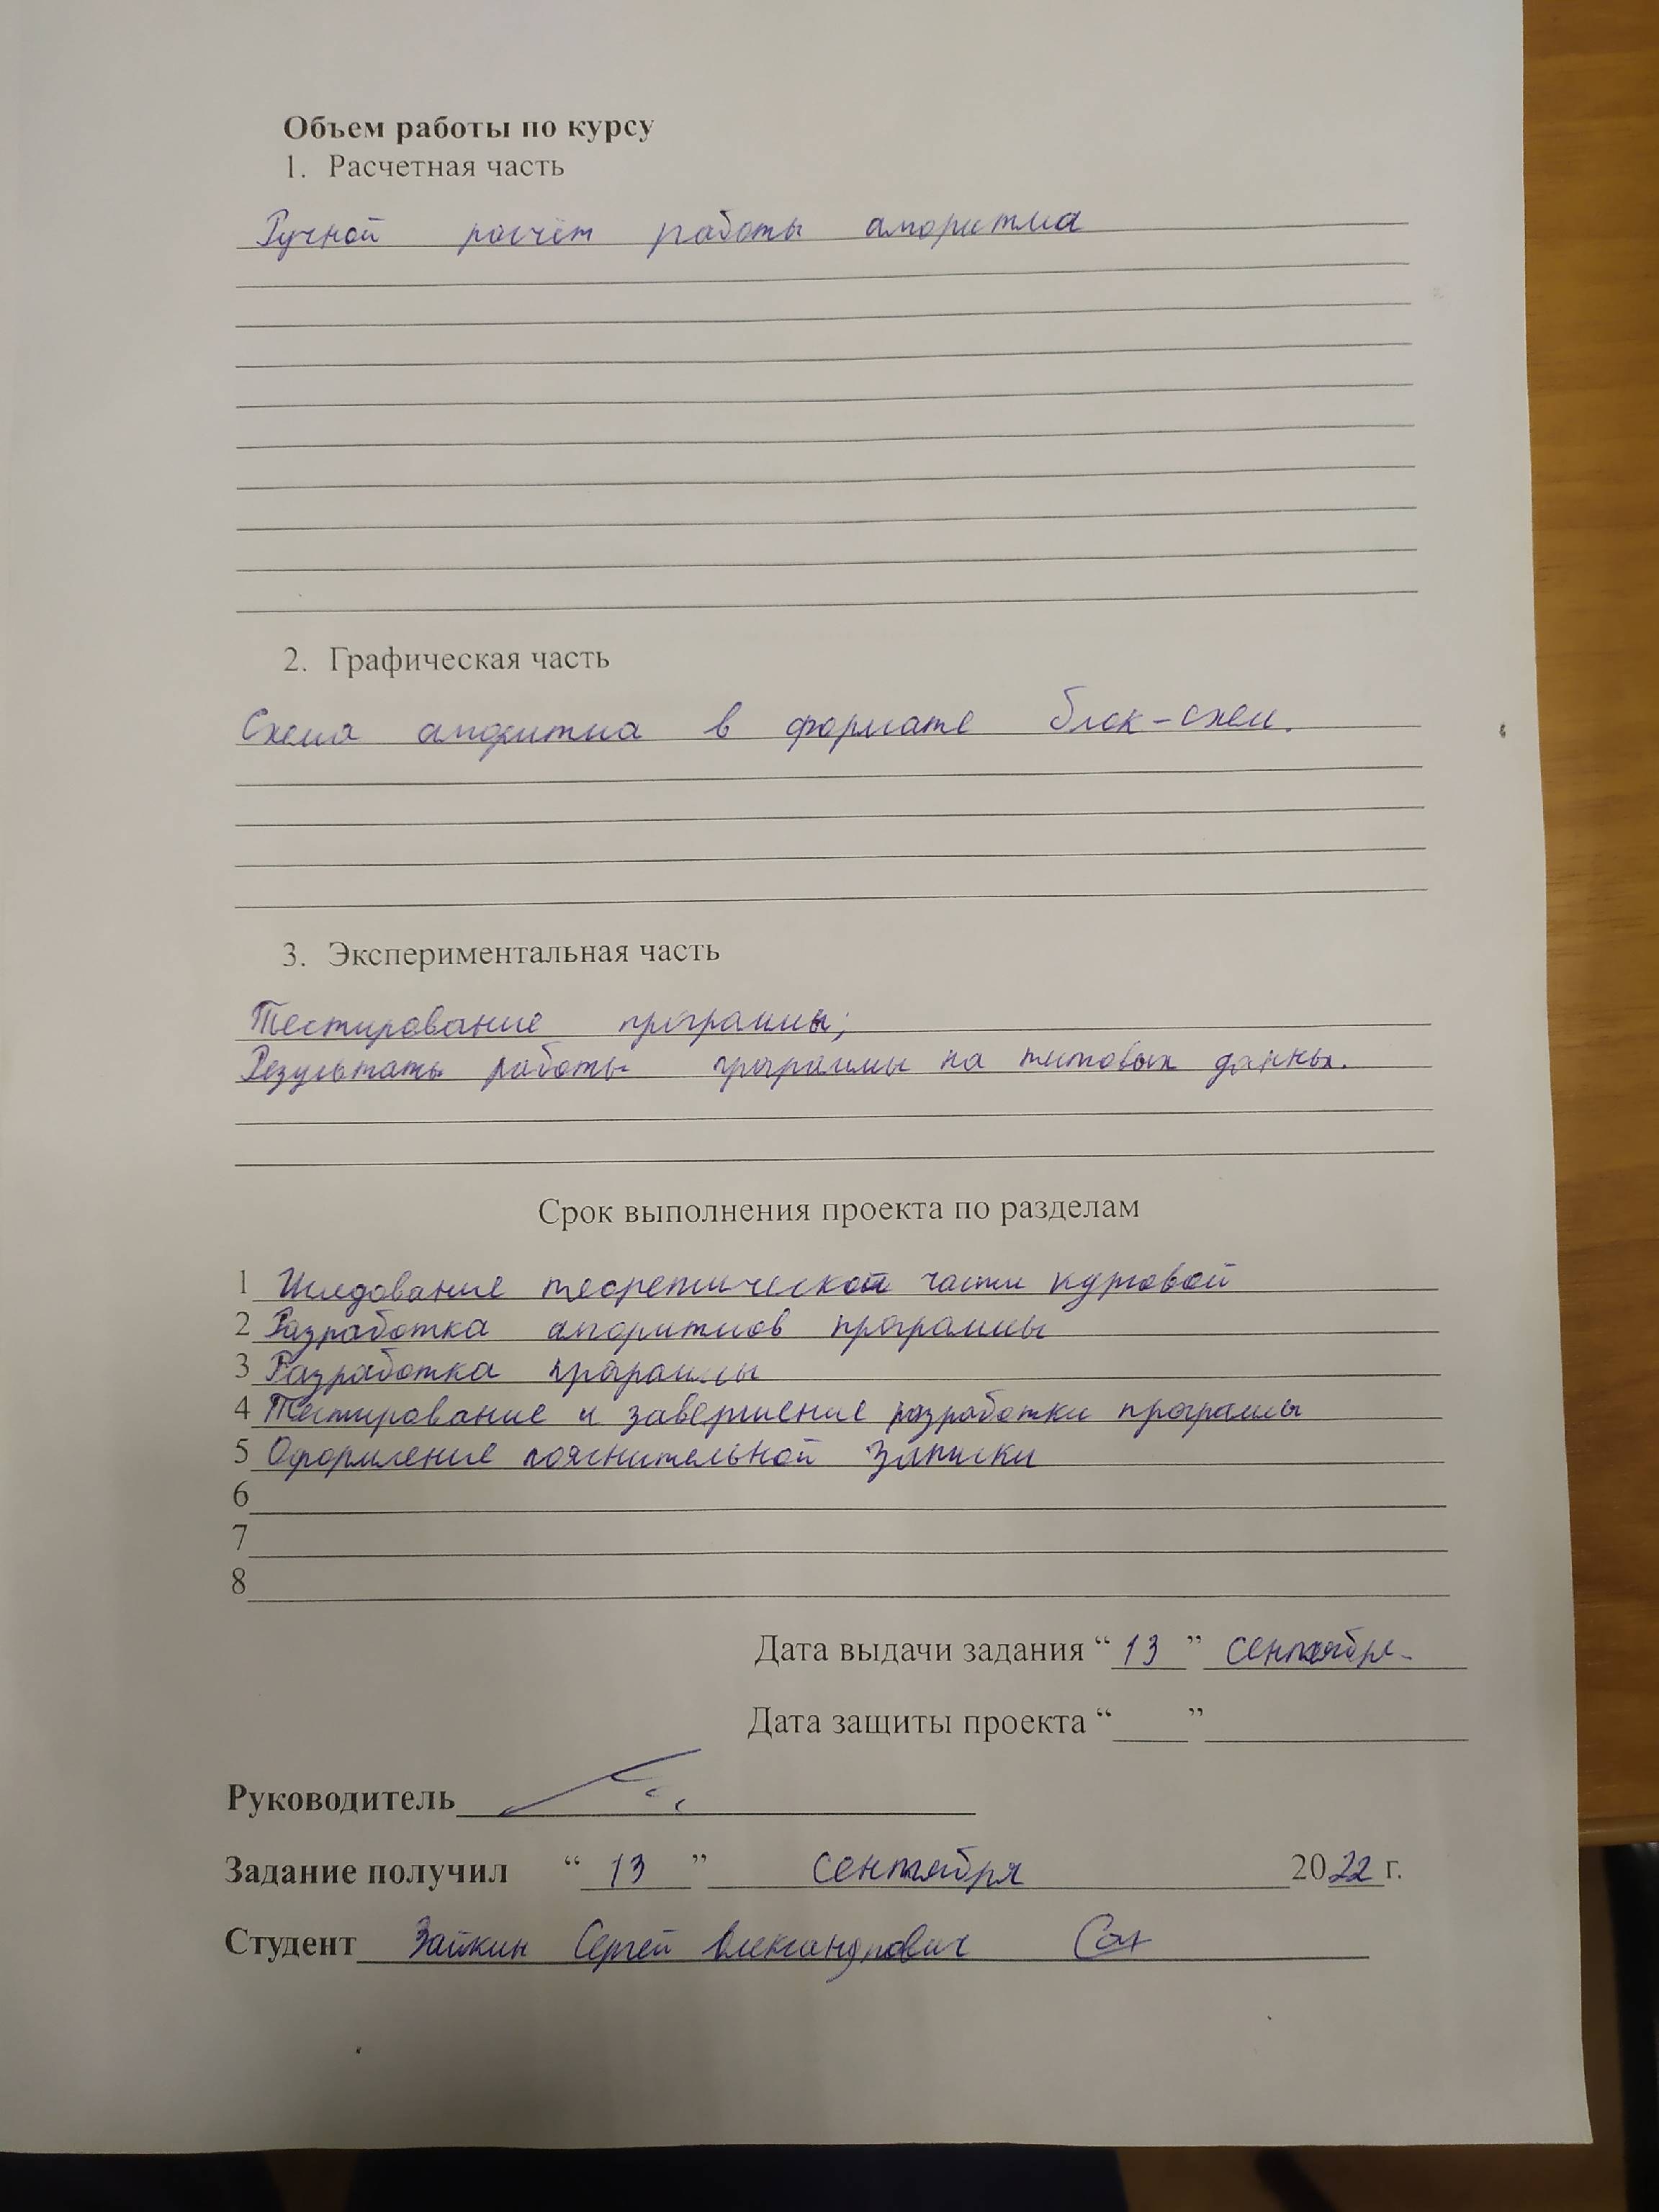 Объем работы по курсу
1. Расчетная часть
Ручной расчёт работы алгоритма
2. Графическая часть
Схема алгоритма в формате блок-схем.
3. Экспериментальная часть
Тестирование программы;
Результаты работы программы на тестовых данных.
Срок выполнения проекта по разделам
1 Исследование теоретической части курсовой
2 Разработка алгоритмов программы
3 Разработка программы
4 Тестирование и завершение разработки программы
5 Оформление пояснительной записки
6
7
8
Дата выдачи задания “ 13 ” сентября
Дата защиты проекта “ ”
Руководитель
Задание получил “ 13 ” сентября 2022 г.
Студент Зайкин Сергей Александрович